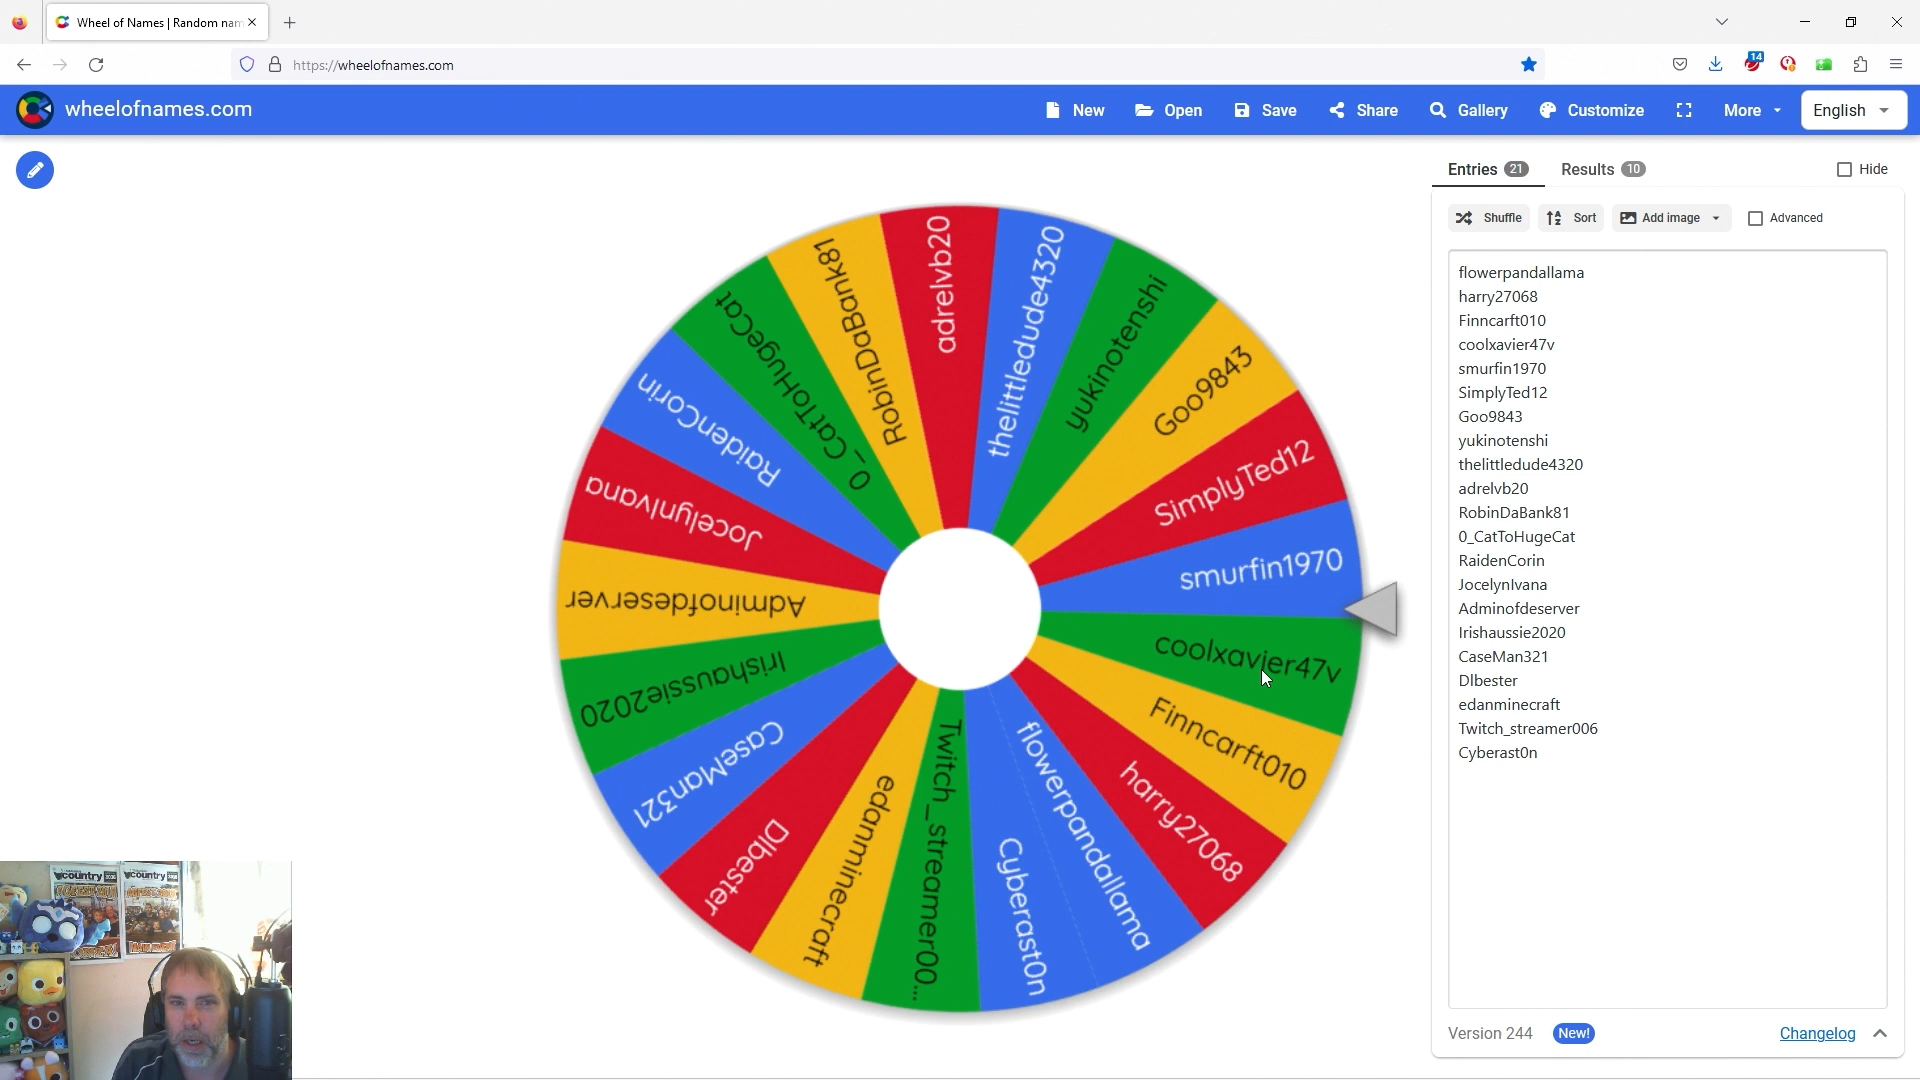 Wheel of Names | Random nam
https://wheelofnames.com
14
wheelofnames.com
New
Open
Save
Share
Gallery
Customize
More
English
Entries 21
Results 10
Hide
Shuffle
Sort
Add image
Advanced
flowerpandallama
harry27068
Finncarft010
coolxavier47v
smurfin1970
SimplyTed12
Goo9843
yukinotenshi
thelittledude4320
adrelvb20
RobinDaBank81
0_CatToHugeCat
RaidenCorin
JocelynIvana
Adminofdeserver
Irishaussie2020
CaseMan321
Dlbester
edanminecraft
Twitch_streamer006
Cyberast0n
adrelvb20
thelittledude4320
yukinotenshi
Goo9843
SimplyTed12
smurfin1970
coolxavier47v
Finncarft010
harry27068
flowerpandallama
Cyberast0n
Twitch_streamer00...
edanminecraft
Dlbester
CaseMan321
Irishaussie2020
Adminofdeserver
JocelynIvana
RaidenCorin
0_CatToHugeCat
RobinDaBank81
Version 244
New!
Changelog
country
country